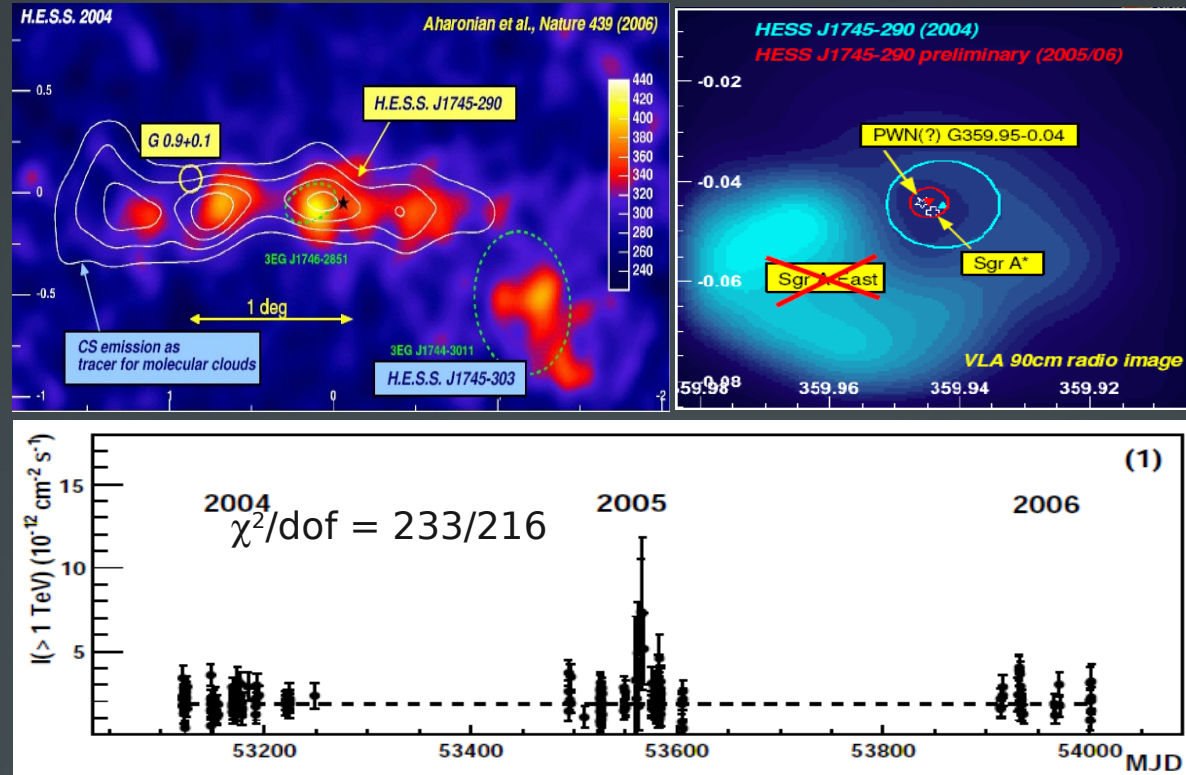 H.E.S.S. 2004
Aharonian et al., Nature 439 (2006)
0.5
0
-0.5
-1
1
0
-2
440
420
400
380
360
340
320
300
280
260
240
G 0.9+0.1
H.E.S.S. J1745-290
3EG J1746-2851
1 deg
CS emission as
tracer for molecular clouds
3EG J1744-3011
H.E.S.S. J1745-303
HESS J1745-290 (2004)
HESS J1745-290 preliminary (2005/06)
-0.02
-0.04
-0.06
-0.08
PWN(?) G359.95-0.04
Sgr A*
Sgr A East
VLA 90cm radio image
359.98
359.96
359.94
359.92
(1)
I(> 1 TeV) (10⁻¹² cm⁻² s⁻¹)
15
10
5
2004
2005
2006
χ²/dof = 233/216
53200
53400
53600
53800
54000
MJD